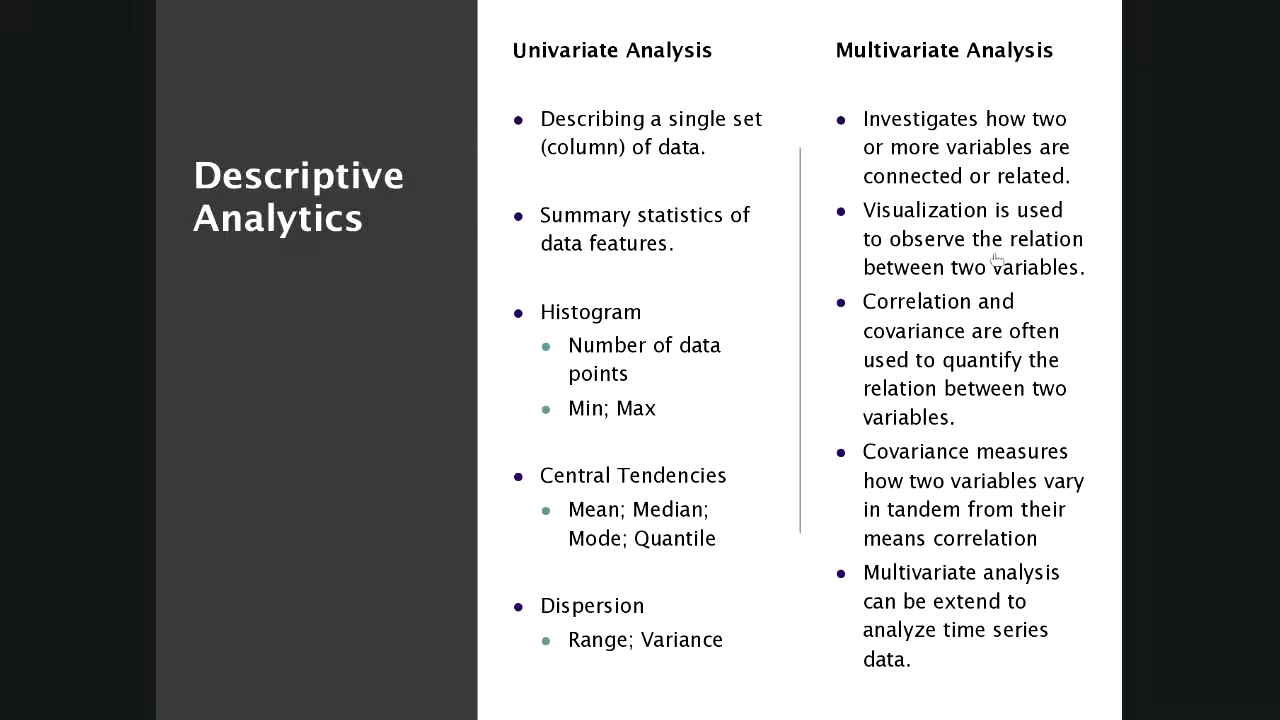 Descriptive
Analytics
Univariate Analysis
Describing a single set
(column) of data.
Summary statistics of
data features.
Histogram
Number of data
points
Min; Max
Central Tendencies
Mean; Median;
Mode; Quantile
Dispersion
Range; Variance
Multivariate Analysis
Investigates how two
or more variables are
connected or related.
Visualization is used
to observe the relation
between two variables.
Correlation and
covariance are often
used to quantify the
relation between two
variables.
Covariance measures
how two variables vary
in tandem from their
means correlation
Multivariate analysis
can be extend to
analyze time series
data.